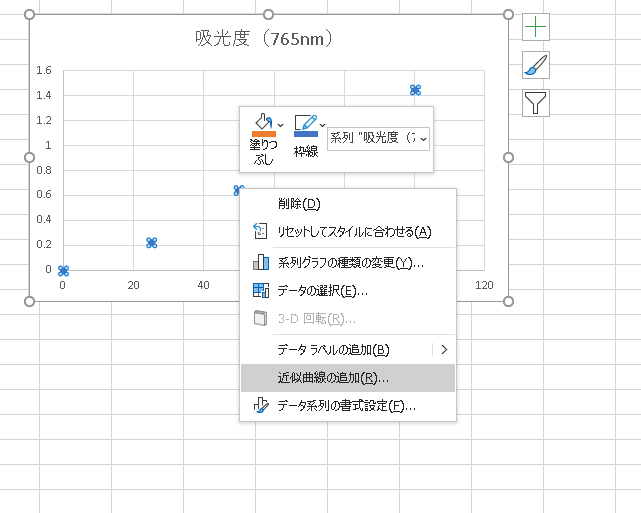 吸光度（765nm）
1.6
1.4
1.2
1
0.8
0.6
0.4
0.2
0
0 20 40 120
塗りつぶし
枠線
系列 "吸光度（7
削除(D)
リセットしてスタイルに合わせる(A)
系列グラフの種類の変更(Y)...
データの選択(E)...
3-D 回転(R)...
データ ラベルの追加(B)
近似曲線の追加(R)...
データ系列の書式設定(F)...